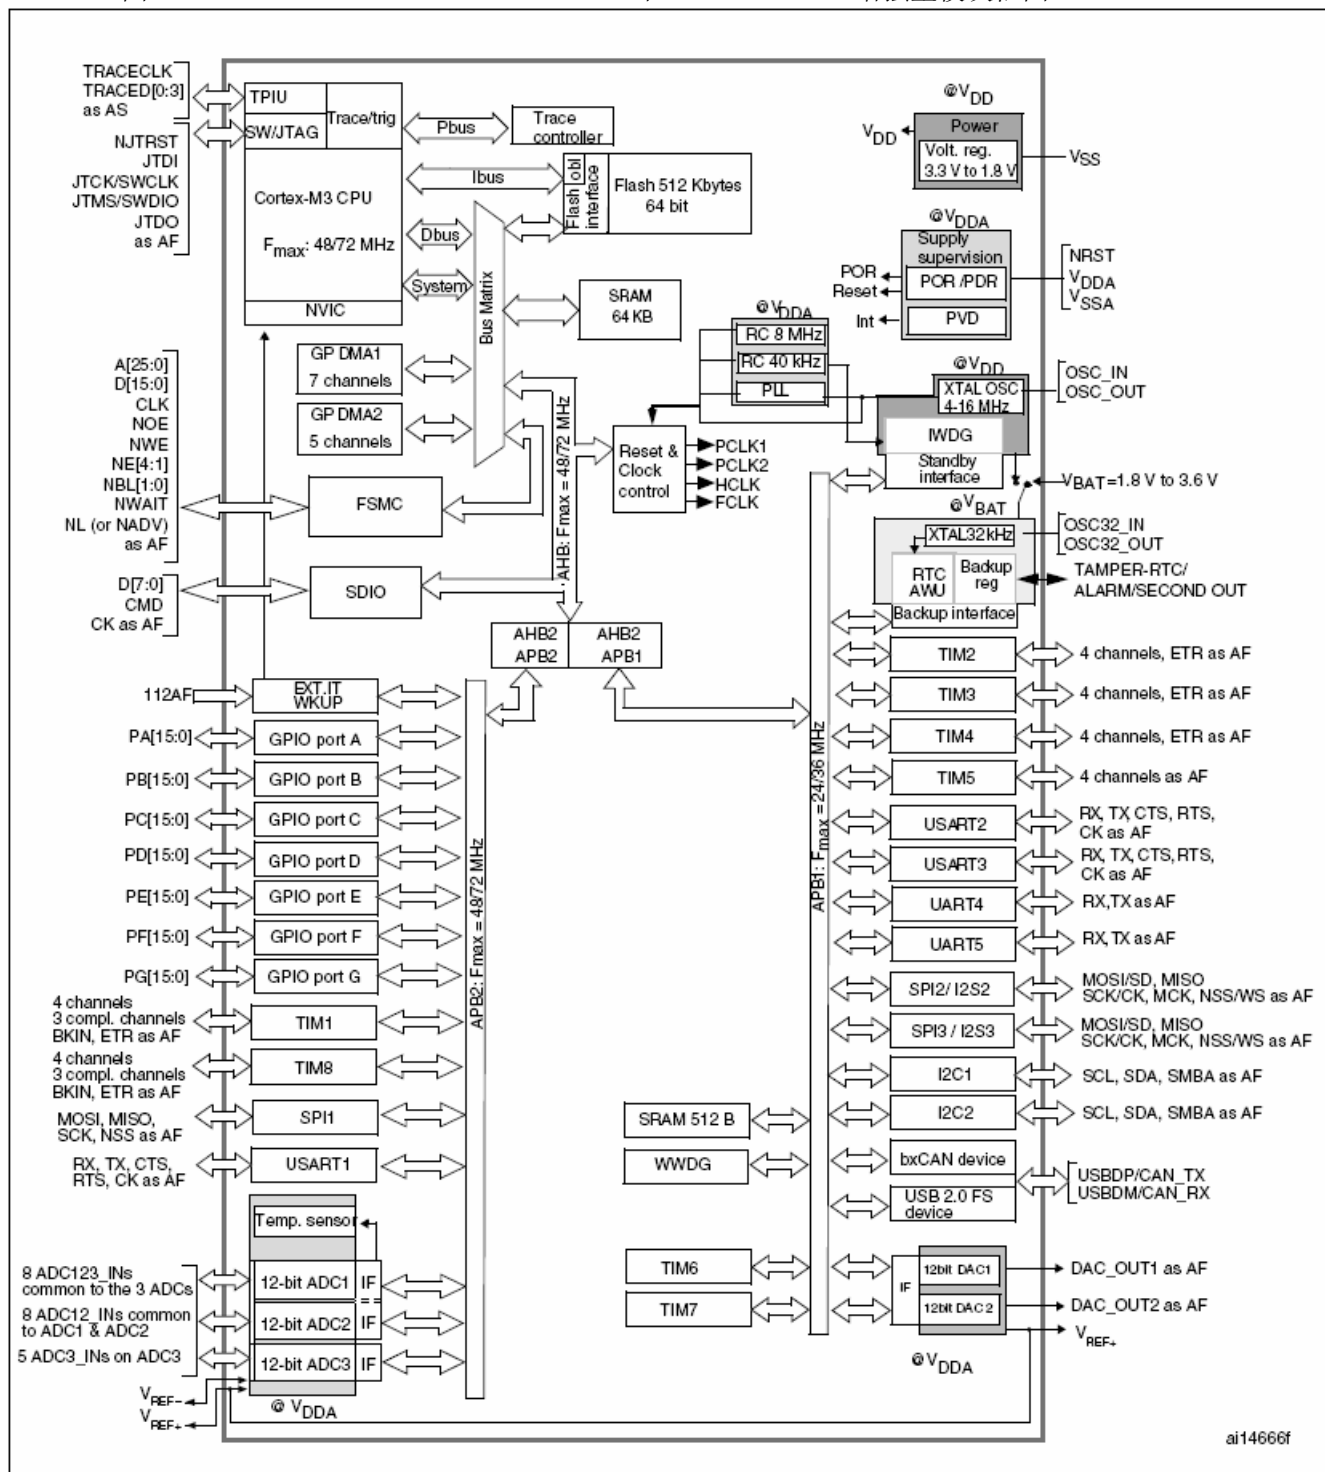 TRACECLK
TRACED[0:3]
as AS
NJTRST
JTDI
JTCK/SWCLK
JTMS/SWDIO
JTDO
as AF
TPIU
SW/JTAG
Trace/trig
Pbus
Trace
controller
Cortex-M3 CPU
Fmax: 48/72 MHz
NVIC
Ibus
Dbus
System
Flash obl
interface
Flash 512 Kbytes
64 bit
Bus Matrix
SRAM
64 KB
GP DMA1
7 channels
GP DMA2
5 channels
A[25:0]
D[15:0]
CLK
NOE
NWE
NE[4:1]
NBL[1:0]
NWAIT
NL (or NADV)
as AF
FSMC
D[7:0]
CMD
CK as AF
SDIO
AHB: Fmax = 48/72 MHz
AHB2
APB2
AHB2
APB1
@VDD
Power
VDD
Volt. reg.
3.3 V to 1.8 V
VSS
@VDDA
Supply
supervision
POR
Reset
POR /PDR
Int
PVD
NRST
VDDA
VSSA
@VDDA
RC 8 MHz
RC 40 kHz
PLL
Reset &
Clock
control
PCLK1
PCLK2
HCLK
FCLK
@VDD
XTAL OSC
4-16 MHz
OSC_IN
OSC_OUT
IWDG
Standby
interface
VBAT=1.8 V to 3.6 V
@VBAT
XTAL32kHz
OSC32_IN
OSC32_OUT
RTC
AWU
Backup
reg
TAMPER-RTC/
ALARM/SECOND OUT
Backup interface
112AF
EXT.IT
WKUP
PA[15:0]
GPIO port A
PB[15:0]
GPIO port B
PC[15:0]
GPIO port C
PD[15:0]
GPIO port D
PE[15:0]
GPIO port E
PF[15:0]
GPIO port F
PG[15:0]
GPIO port G
4 channels
3 compl. channels
BKIN, ETR as AF
TIM1
4 channels
3 compl. channels
BKIN, ETR as AF
TIM8
MOSI, MISO,
SCK, NSS as AF
SPI1
RX, TX, CTS,
RTS, CK as AF
USART1
Temp. sensor
8 ADC123_INs
common to the 3 ADCs
12-bit ADC1
IF
8 ADC12_INs common
to ADC1 & ADC2
12-bit ADC2
IF
5 ADC3_INs on ADC3
12-bit ADC3
IF
VREF-
VREF+
@ VDDA
APB2: Fmax = 48/72 MHz
APB1: Fmax = 24/36 MHz
TIM2
4 channels, ETR as AF
TIM3
4 channels, ETR as AF
TIM4
4 channels, ETR as AF
TIM5
4 channels as AF
USART2
RX, TX, CTS, RTS,
CK as AF
USART3
RX, TX, CTS, RTS,
CK as AF
UART4
RX,TX as AF
UART5
RX, TX as AF
SPI2/ I2S2
MOSI/SD, MISO
SCK/CK, MCK, NSS/WS as AF
SPI3 / I2S3
MOSI/SD, MISO
SCK/CK, MCK, NSS/WS as AF
I2C1
SCL, SDA, SMBA as AF
I2C2
SCL, SDA, SMBA as AF
SRAM 512 B
WWDG
bxCAN device
USB 2.0 FS
device
USBDP/CAN_TX
USBDM/CAN_RX
TIM6
TIM7
IF
12bit DAC1
DAC_OUT1 as AF
12bit DAC 2
DAC_OUT2 as AF
VREF+
@VDDA
ai14666f